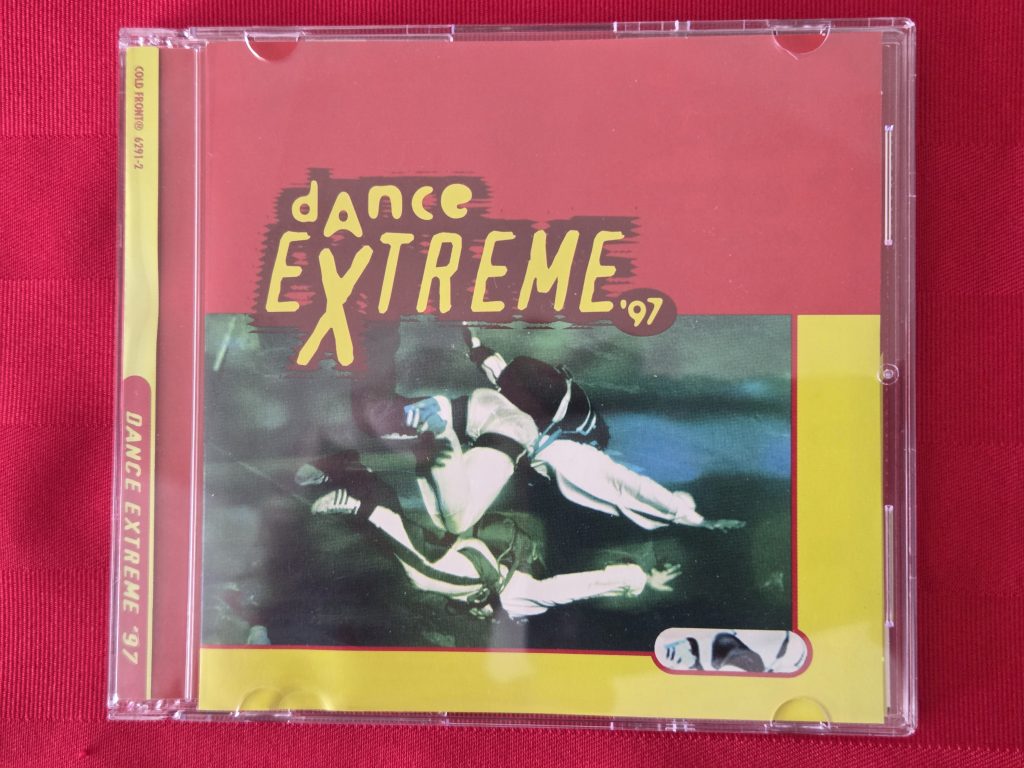 COLD FRONT® 6291-2
DANCE EXTREME '97
dAnce
EXTREME
'97